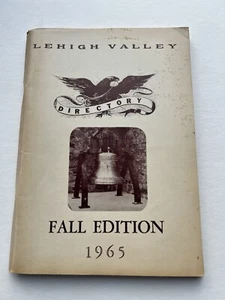 LEHIGH VALLEY
DIRECTORY
FALL EDITION
1965